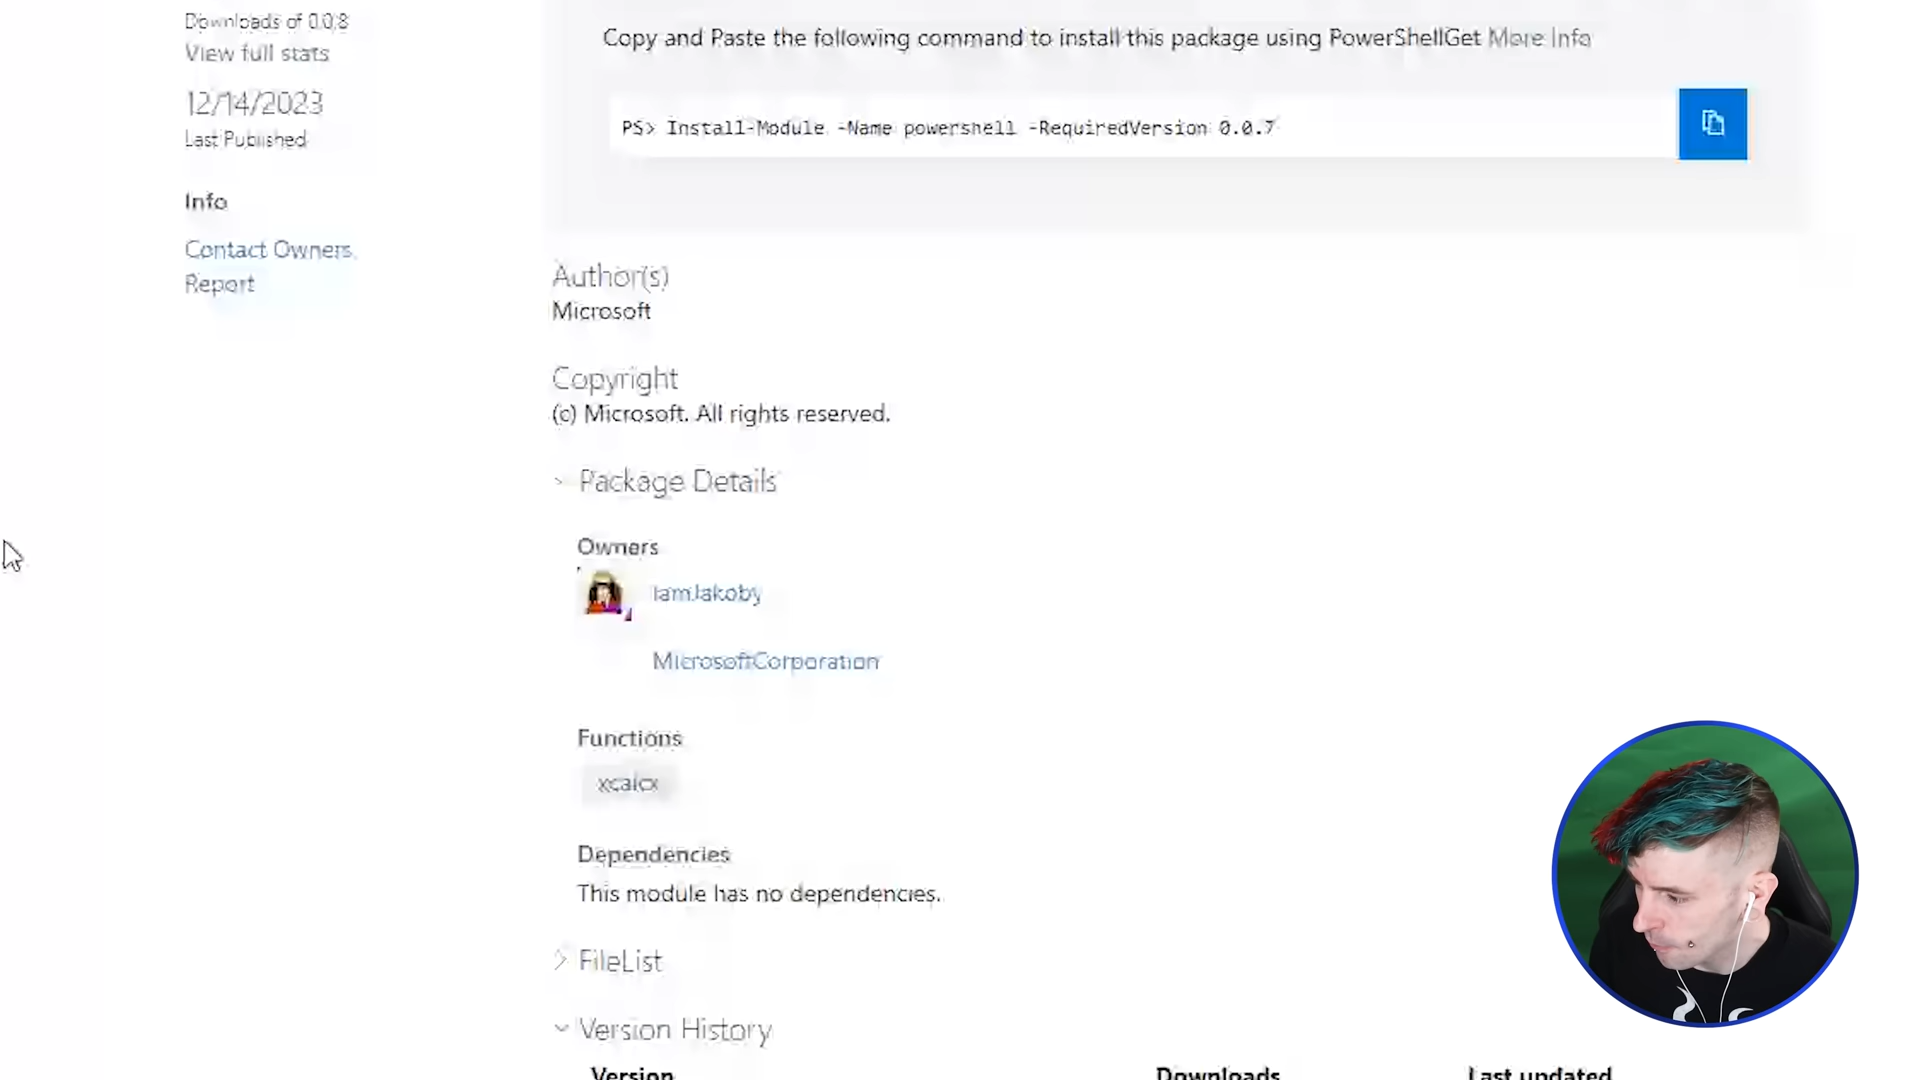 Downloads of 0.0.8
View full stats
12/14/2023
Last Published
Info
Contact Owners
Report
Copy and Paste the following command to install this package using PowerShellGet More Info
PS> Install-Module -Name powershell -RequiredVersion 0.0.7
Author(s)
Microsoft
Copyright
(c) Microsoft. All rights reserved.
Package Details
Owners
IamJakoby
MicrosoftCorporation
Functions
xcalcx
Dependencies
This module has no dependencies.
FileList
Version History
Version Downloads Last updated